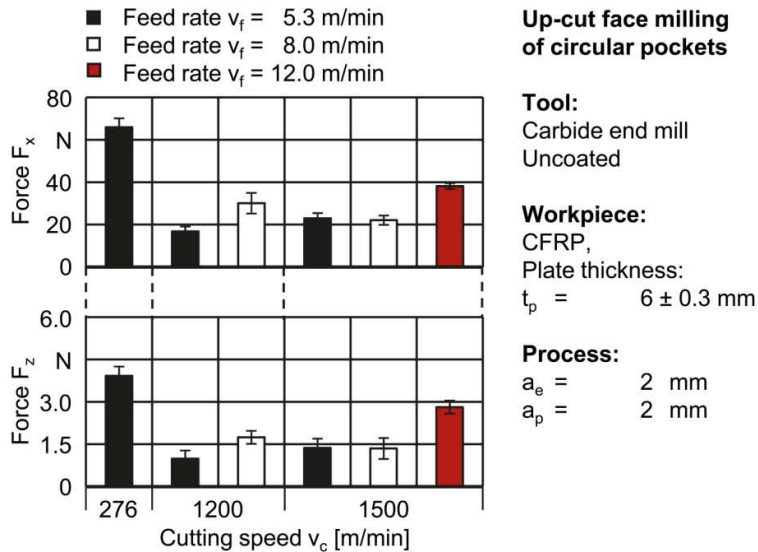 Feed rate v_f = 5.3 m/min
Feed rate v_f = 8.0 m/min
Feed rate v_f = 12.0 m/min
Force F_x
80
N
40
20
0
Force F_z
6.0
N
3.0
1.5
0
276 1200 1500
Cutting speed v_c [m/min]
Up-cut face milling
of circular pockets
Tool:
Carbide end mill
Uncoated
Workpiece:
CFRP,
Plate thickness:
t_p = 6 ± 0.3 mm
Process:
a_e = 2 mm
a_p = 2 mm